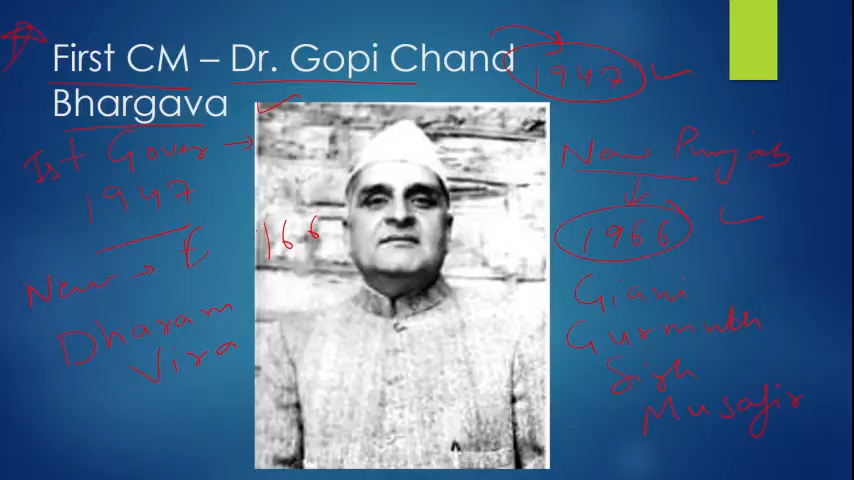 First CM – Dr. Gopi Chand
Bhargava
1947
Ist Gover
1947
New
166
Dharam
Vira
New Punjab
1966
Giani
Gurmukh
Singh
Musafir